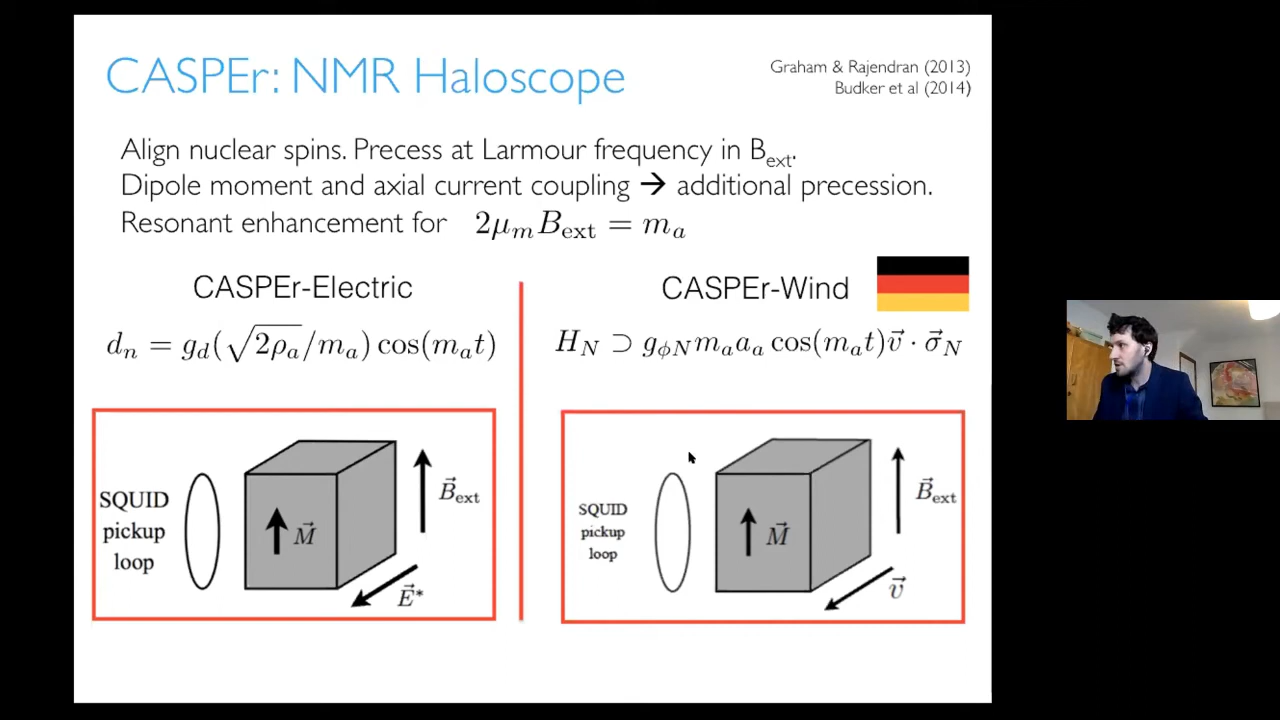 CASPEr: NMR Haloscope
Graham & Rajendran (2013)
Budker et al (2014)
Align nuclear spins. Precess at Larmour frequency in B_ext.
Dipole moment and axial current coupling → additional precession.
Resonant enhancement for 2μ_m B_ext = m_a
CASPEr-Electric
d_n = g_d(√2ρ_a/m_a) cos(m_a t)
SQUID
pickup
loop
M⃗
B⃗_ext
E⃗*
CASPEr-Wind
H_N ⊃ g_ϕN m_a a_a cos(m_a t)v⃗ · σ⃗_N
SQUID
pickup
loop
M⃗
B⃗_ext
v⃗